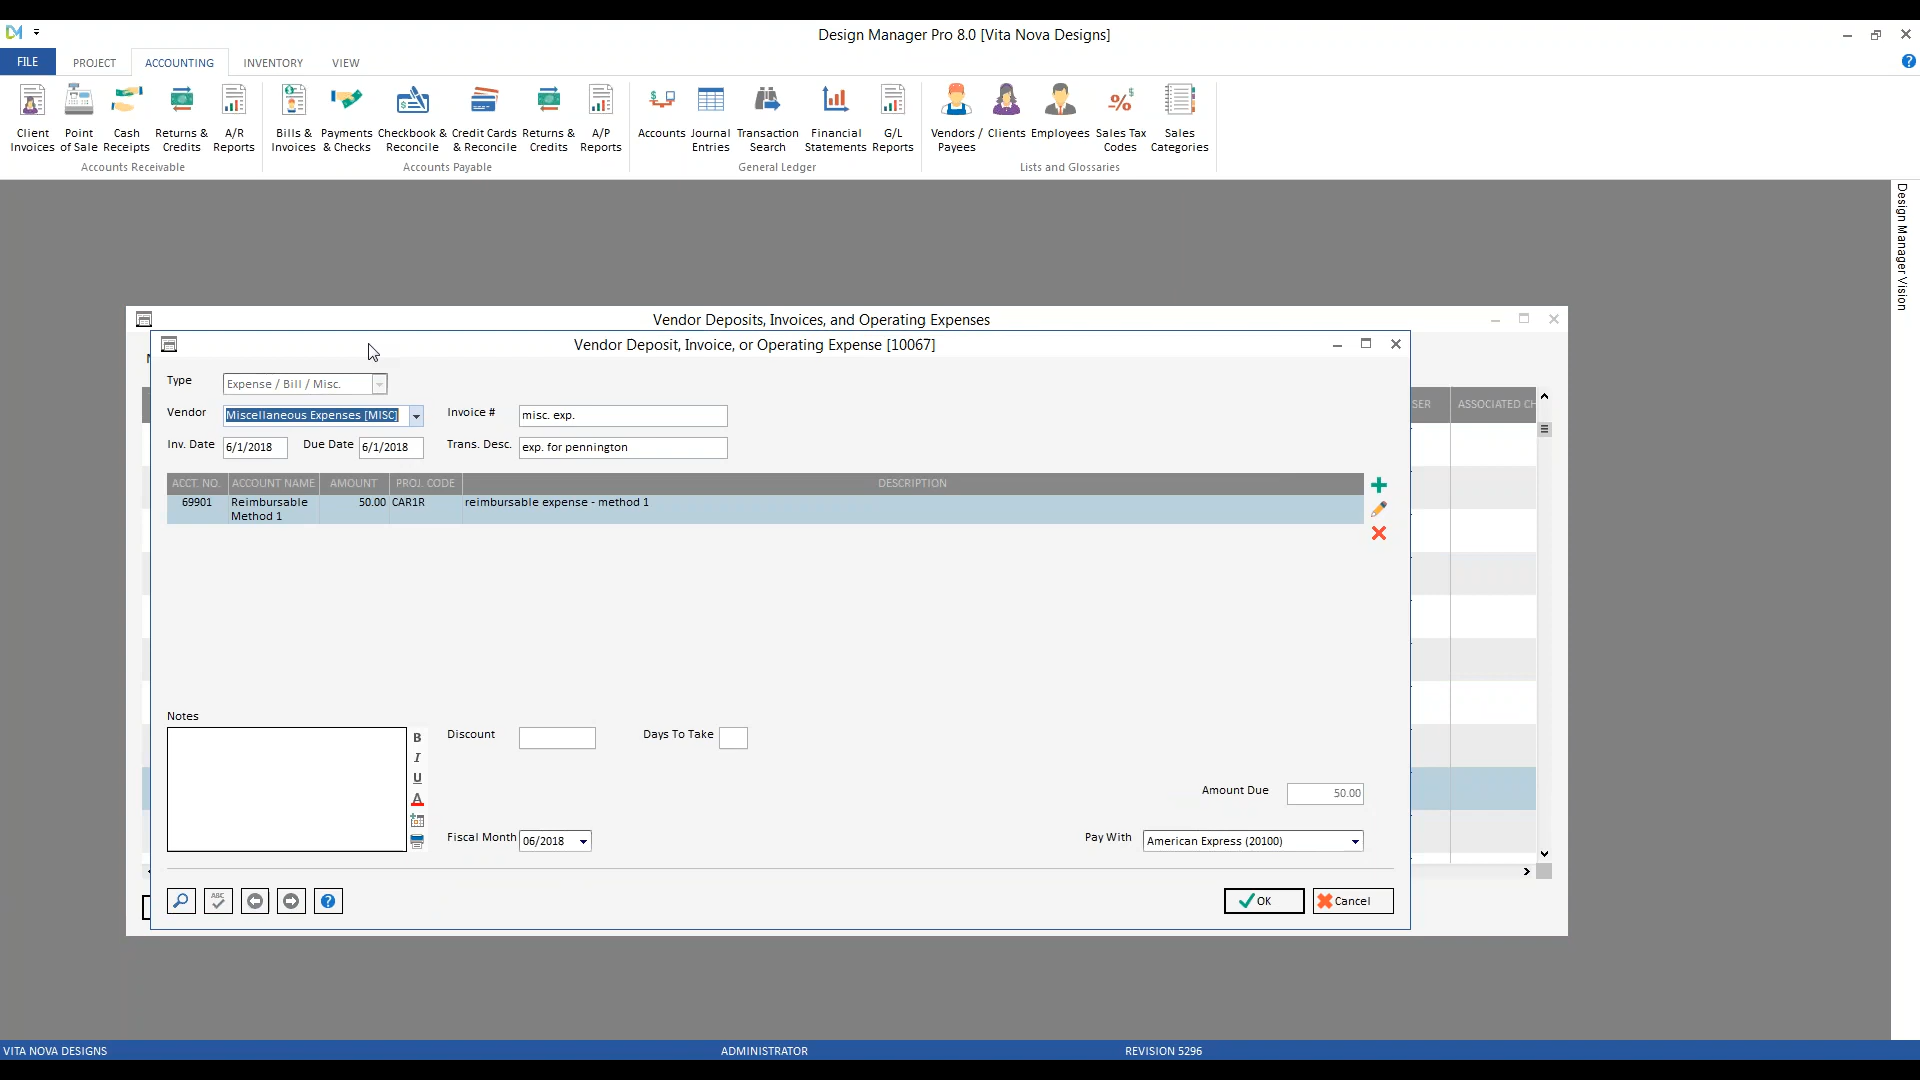 Design Manager Pro 8.0 [Vita Nova Designs]
FILE PROJECT ACCOUNTING INVENTORY VIEW
Client Invoices
Point of Sale
Cash Receipts
Returns & Credits
A/R Reports
Bills & Invoices
Payments & Checks
Checkbook & Reconcile
Credit Cards & Reconcile
Returns & Credits
A/P Reports
Accounts
Journal Entries
Transaction Search
Financial Statements
G/L Reports
Vendors / Payees
Clients
Employees
Sales Tax Codes
Sales Categories
Accounts Receivable
Accounts Payable
General Ledger
Lists and Glossaries
Design Manager Vision
Vendor Deposits, Invoices, and Operating Expenses
Vendor Deposit, Invoice, or Operating Expense [10067]
Type Expense / Bill / Misc.
Vendor Miscellaneous Expenses [MISC] Invoice # misc. exp.
Inv. Date 6/1/2018 Due Date 6/1/2018 Trans. Desc. exp. for pennington
ACCT. NO. ACCOUNT NAME AMOUNT PROJ. CODE DESCRIPTION
69901 Reimbursable Method 1 50.00 CAR1R reimbursable expense - method 1
SER ASSOCIATED CH
Notes
B
I
U
A
ABC
Discount Days To Take
Amount Due 50.00
Fiscal Month 06/2018 Pay With American Express (20100)
OK Cancel
VITA NOVA DESIGNS ADMINISTRATOR REVISION 5296